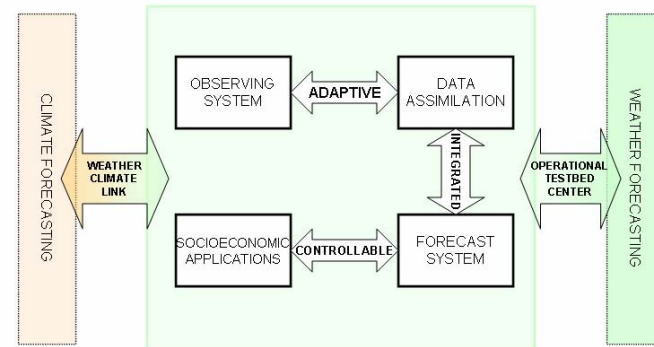 CLIMATE FORECASTING
WEATHER
CLIMATE
LINK
OBSERVING
SYSTEM
ADAPTIVE
DATA
ASSIMILATION
INTEGRATED
SOCIOECONOMIC
APPLICATIONS
CONTROLLABLE
FORECAST
SYSTEM
OPERATIONAL
TESTBED
CENTER
WEATHER FORECASTING